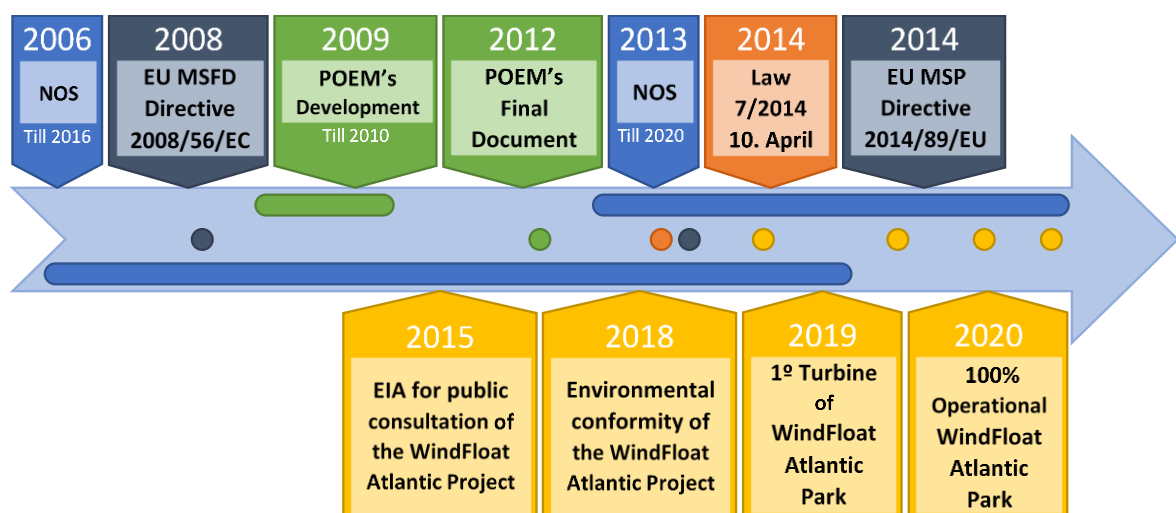 2006
NOS
Till 2016
2008
EU MSFD
Directive
2008/56/EC
2009
POEM’s
Development
Till 2010
2012
POEM’s
Final
Document
2013
NOS
Till 2020
2014
Law
7/2014
10. April
2014
EU MSP
Directive
2014/89/EU
2015
EIA for public
consultation of
the WindFloat
Atlantic Project
2018
Environmental
conformity of
the WindFloat
Atlantic Project
2019
1º Turbine
of
WindFloat
Atlantic
Park
2020
100%
Operational
WindFloat
Atlantic
Park